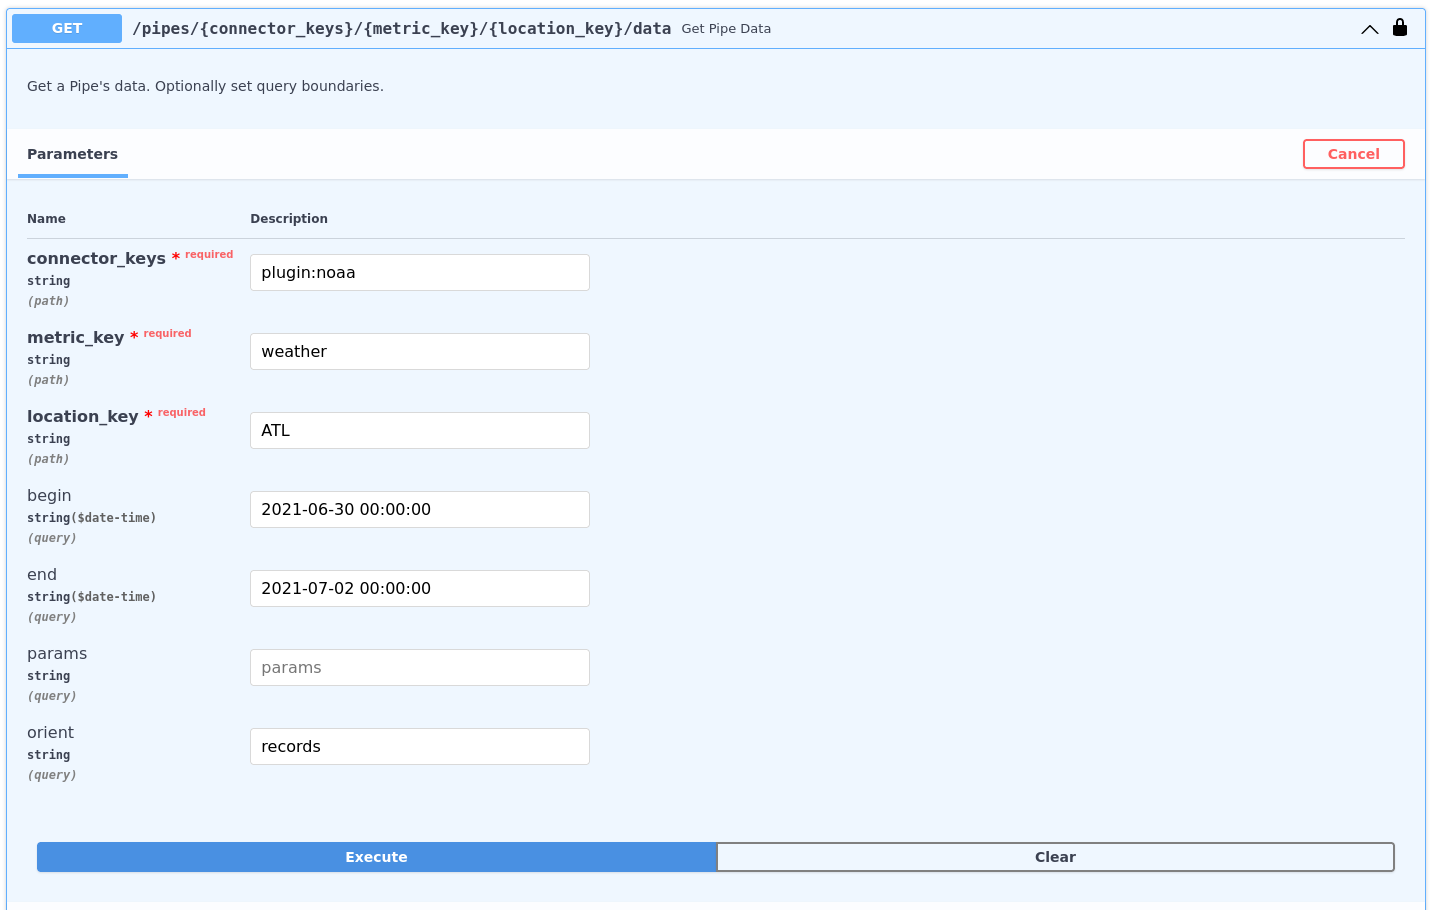 GET /pipes/{connector_keys}/{metric_key}/{location_key}/data Get Pipe Data
Get a Pipe's data. Optionally set query boundaries.
Parameters Cancel
Name Description
connector_keys * required
string
(path)
plugin:noaa
metric_key * required
string
(path)
weather
location_key * required
string
(path)
ATL
begin
string($date-time)
(query)
2021-06-30 00:00:00
end
string($date-time)
(query)
2021-07-02 00:00:00
params
string
(query)
params
orient
string
(query)
records
Execute Clear